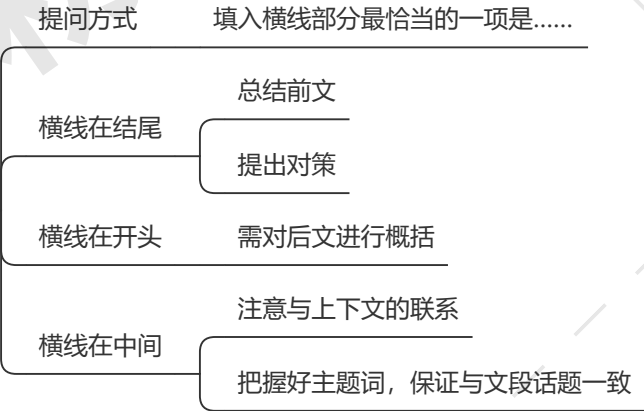 提问方式 填入横线部分最恰当的一项是……
横线在结尾
总结前文
提出对策
横线在开头 需对后文进行概括
横线在中间
注意与上下文的联系
把握好主题词，保证与文段话题一致